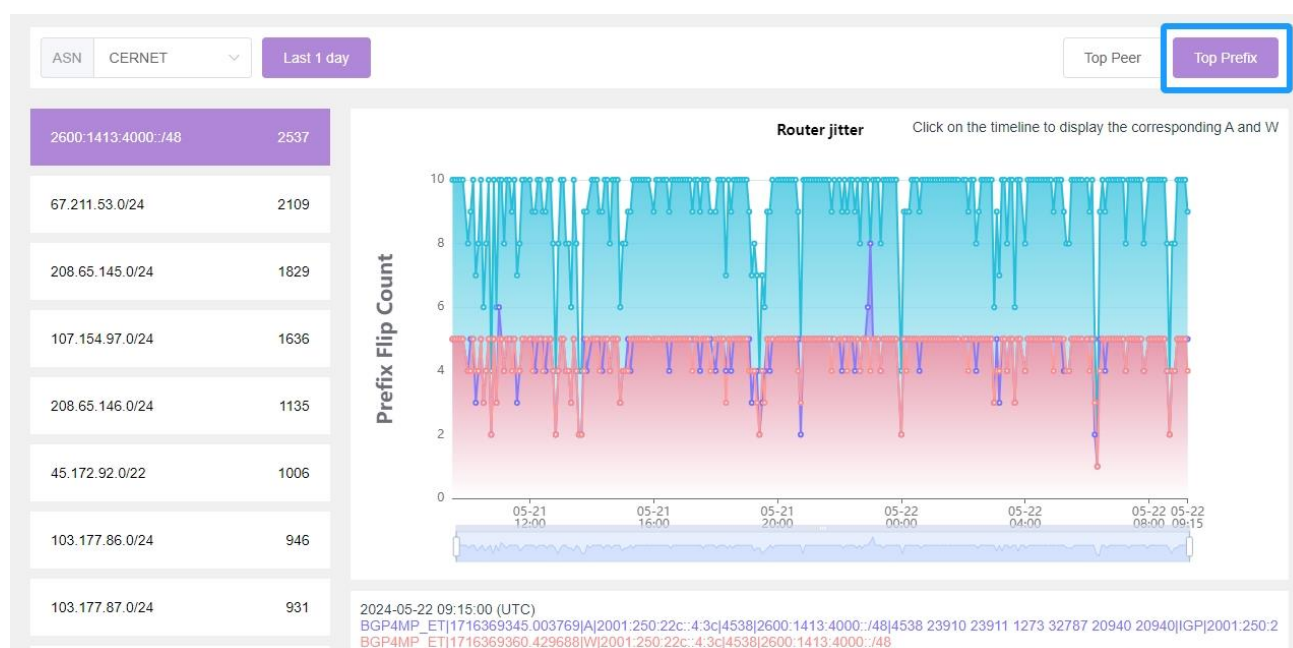 ASN CERNET Last 1 day Top Peer Top Prefix
2600:1413:4000::/48 2537
67.211.53.0/24 2109
208.65.145.0/24 1829
107.154.97.0/24 1636
208.65.146.0/24 1135
45.172.92.0/22 1006
103.177.86.0/24 946
103.177.87.0/24 931
Router jitter Click on the timeline to display the corresponding A and W
Prefix Flip Count
10
8
6
4
2
0
05-21 05-21 05-21 05-22 05-22 05-22 05-22
12:00 16:00 20:00 00:00 04:00 08:00 09:15
2024-05-22 09:15:00 (UTC)
BGP4MP_ET|1716369345.003769|A|2001:250:22c::4:3c|4538|2600:1413:4000::/48|4538 23910 23911 1273 32787 20940 20940|IGP|2001:250:2
BGP4MP_ET|1716369360.429688|W|2001:250:22c::4:3c|4538|2600:1413:4000::/48